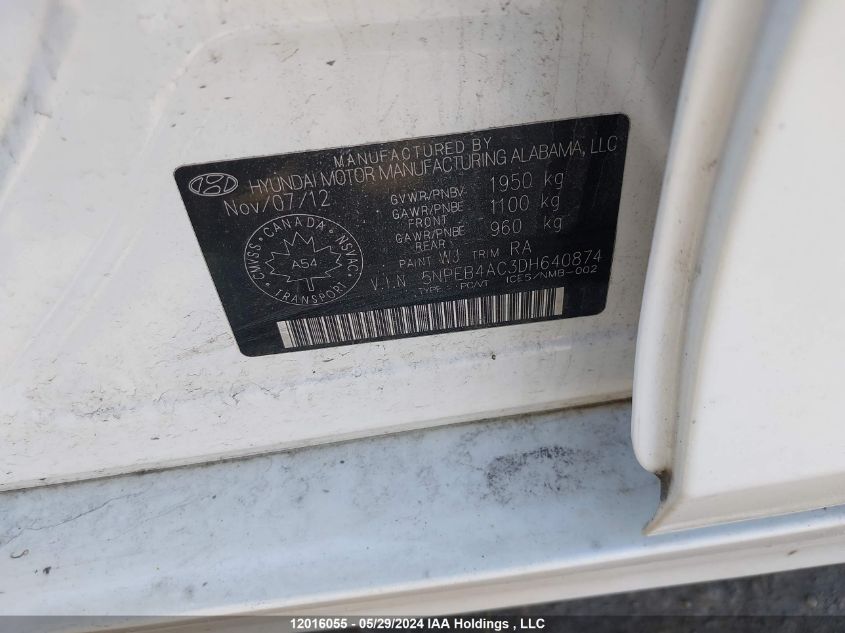 MANUFACTURED BY
HYUNDAI MOTOR MANUFACTURING ALABAMA, LLC
Nov/07/12
GVWR/PNBV 1950 kg
GAWR/PNBE FRONT 1100 kg
GAWR/PNBE REAR 960 kg
PAINT WJ TRIM RA
V.I.N 5NPEB4AC3DH640874
TYPE : PC/VT ICE5/NMB-002
CANADA
CMVSS NSVAC
A54
TRANSPORT
12016055 - 05/29/2024 IAA Holdings , LLC